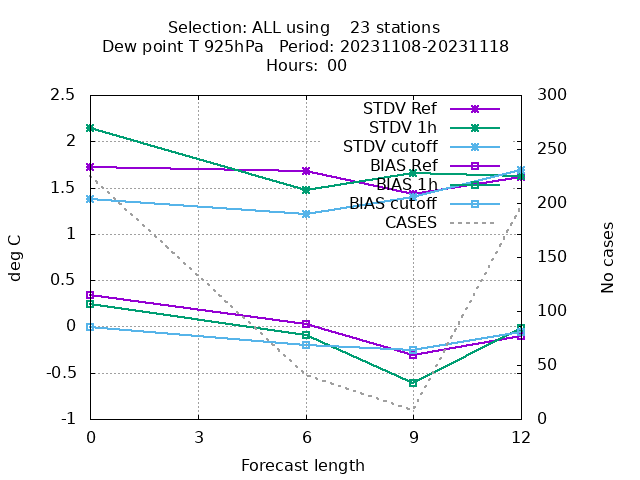 Selection: ALL using    23 stations
Dew point T 925hPa   Period: 20231108-20231118
Hours: 00
2.5
2
1.5
1
0.5
0
-0.5
-1
300
250
200
150
100
50
0
deg C
No cases
STDV Ref
STDV 1h
STDV cutoff
BIAS Ref
BIAS 1h
BIAS cutoff
CASES
0 3 6 9 12
Forecast length